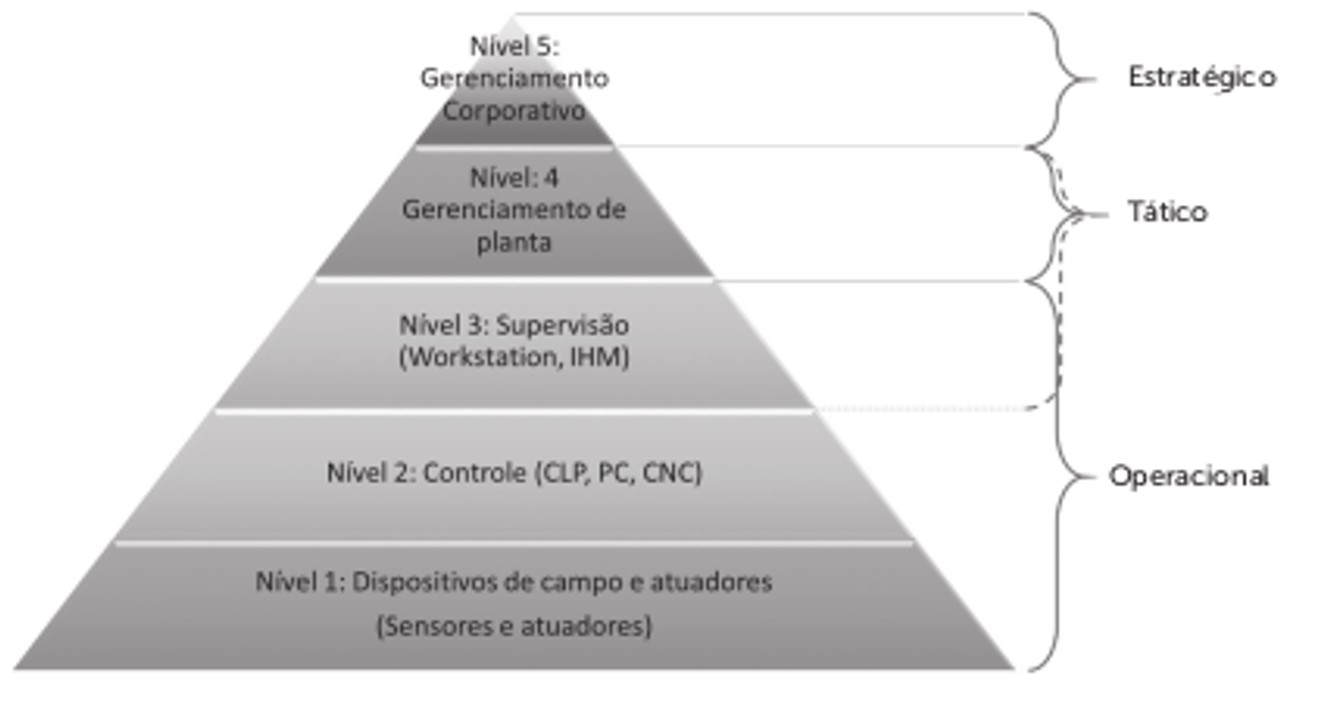 Nível 5:
Gerenciamento
Corporativo
Estratégico
Nível: 4
Gerenciamento de
planta
Tático
Nível 3: Supervisão
(Workstation, IHM)
Nível 2: Controle (CLP, PC, CNC)
Operacional
Nível 1: Dispositivos de campo e atuadores
(Sensores e atuadores)